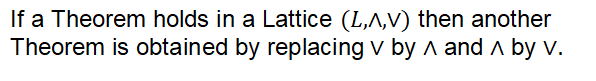 If a Theorem holds in a Lattice (𝐿,∧,∨) then another
Theorem is obtained by replacing ∨ by ∧ and ∧ by ∨.